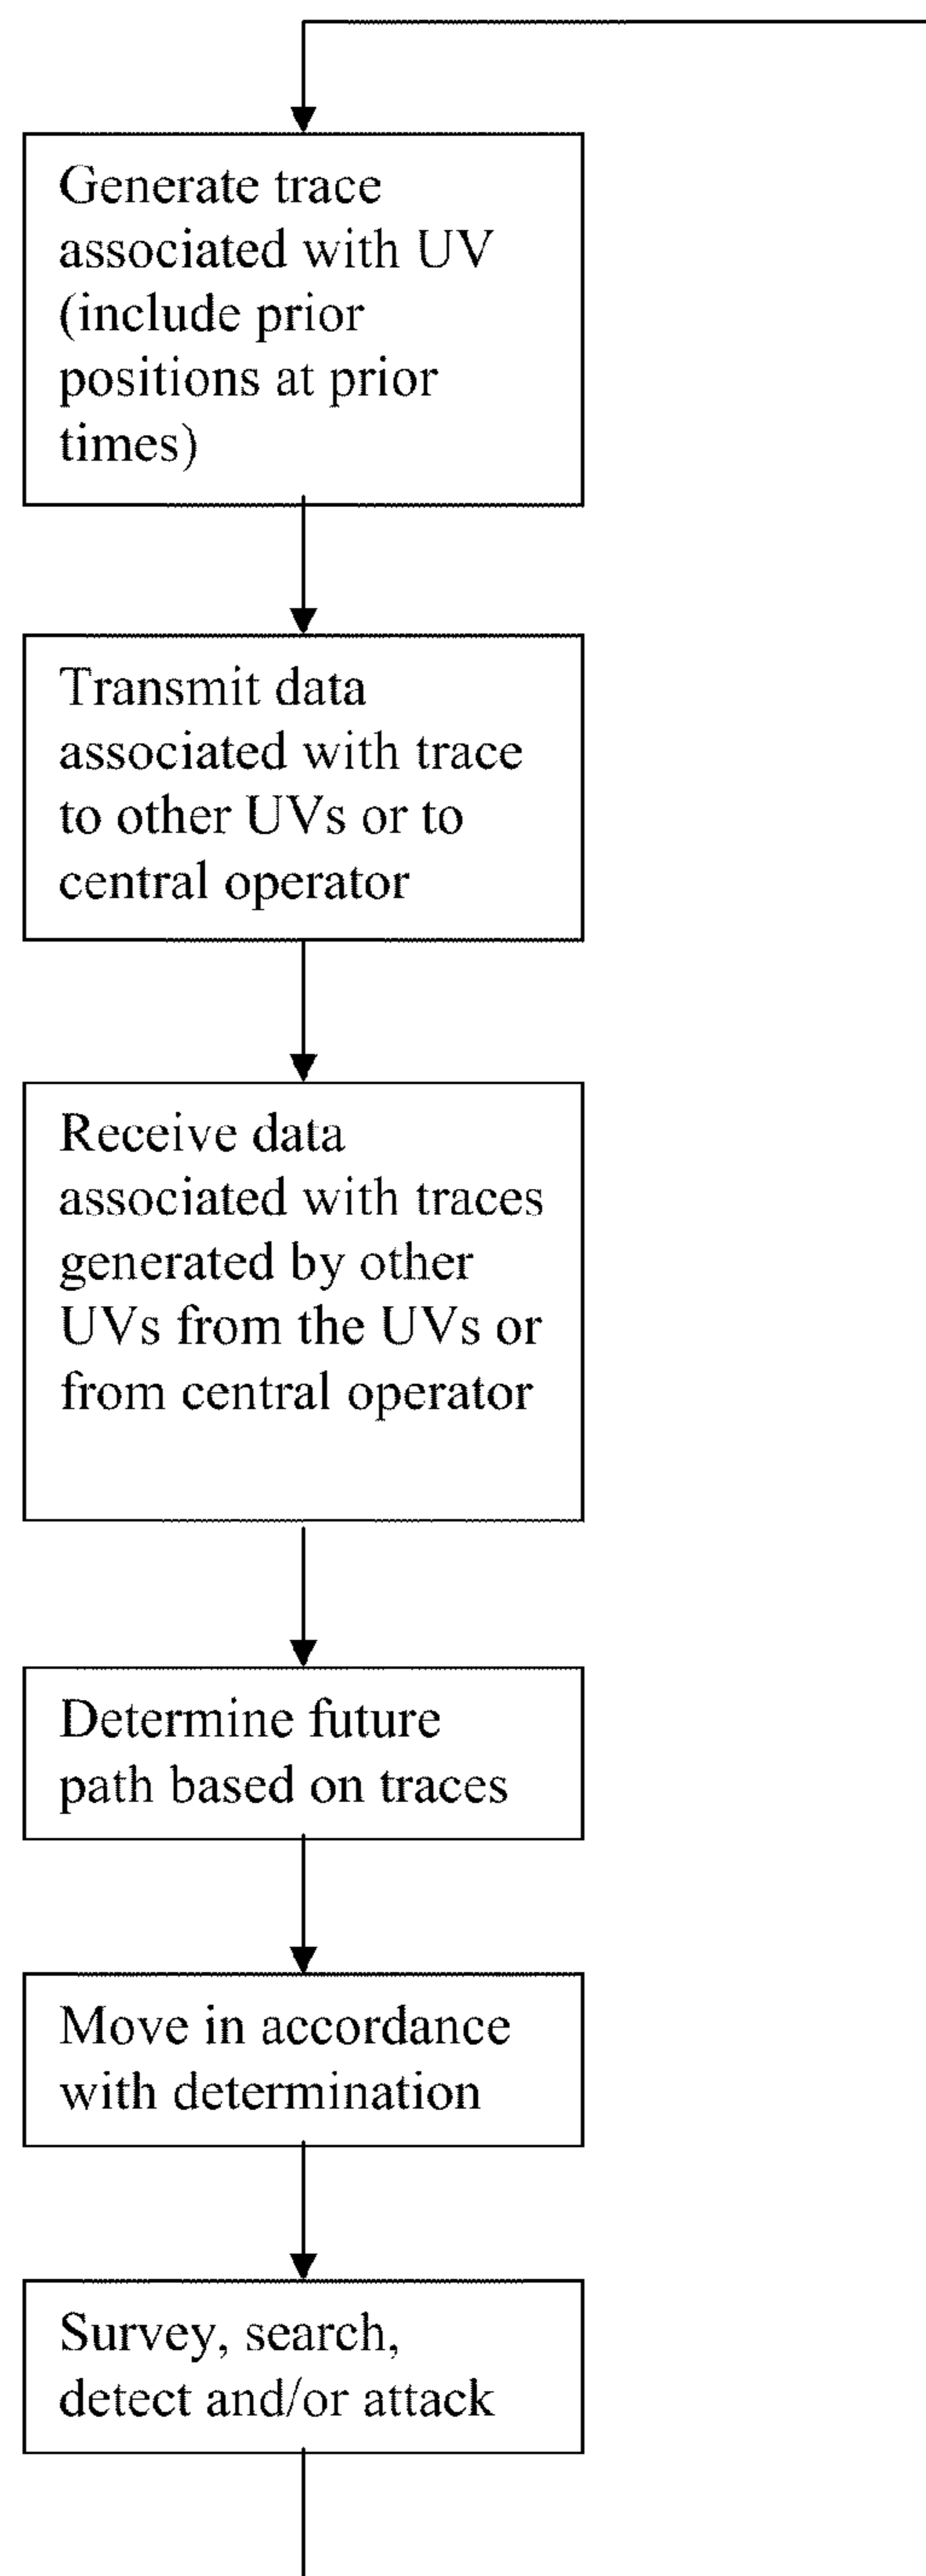 Generate trace
associated with UV
(include prior
positions at prior
times)
Transmit data
associated with trace
to other UVs or to
central operator
Receive data
associated with traces
generated by other
UVs from the UVs or
from central operator
Determine future
path based on traces
Move in accordance
with determination
Survey, search,
detect and/or attack